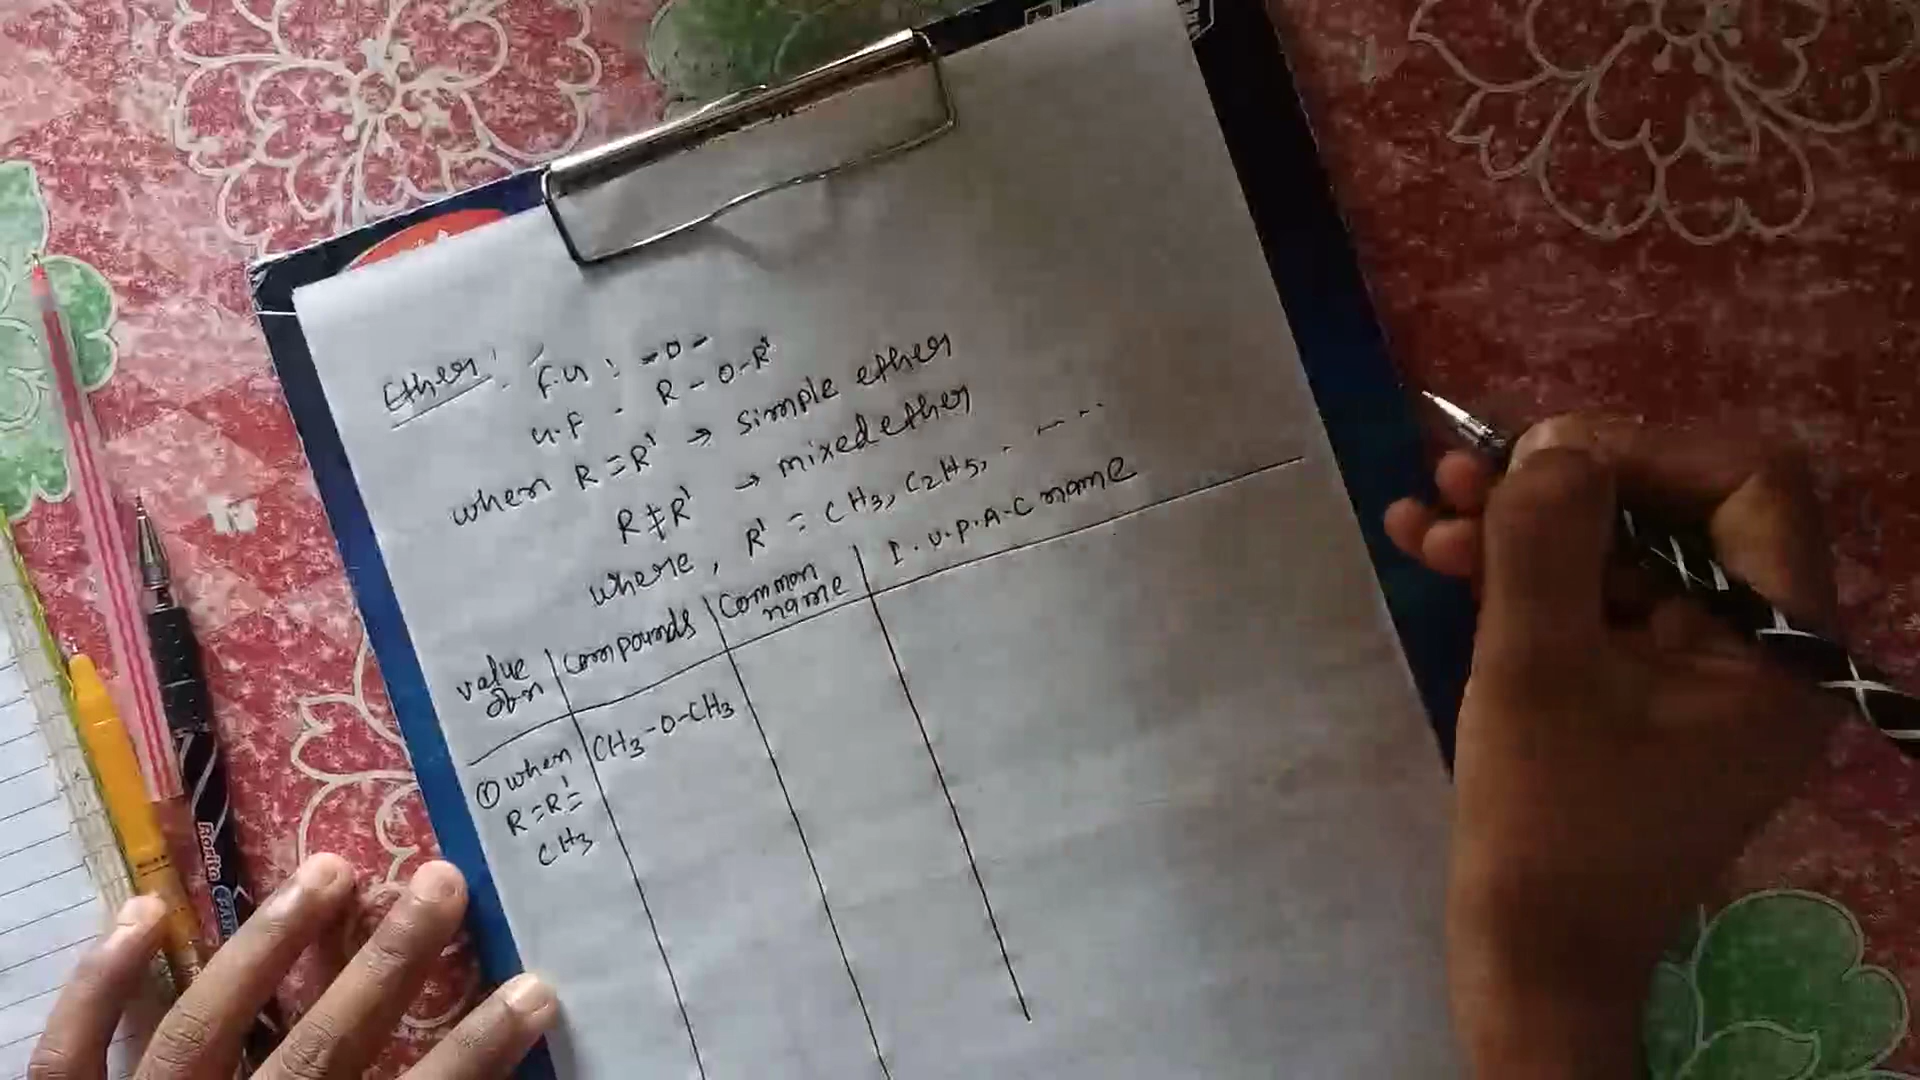 Ether:- F.G : -O-
G.F - R-O-R'
when R=R' → simple ether
R≠R' → mixed ether
where, R' = CH3, C2H5, . - - . .
value of n | compounds | Common name | I.U.P.A.C name
① when R=R'= CH3 | CH3-O-CH3
Rorito